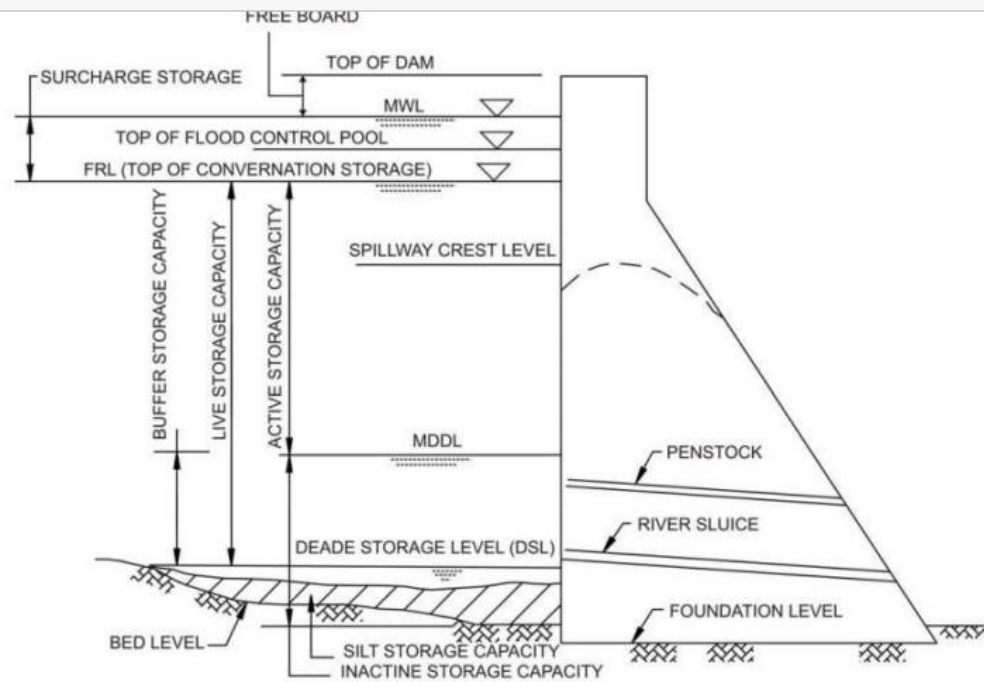 FREE BOARD
TOP OF DAM
SURCHARGE STORAGE
MWL
TOP OF FLOOD CONTROL POOL
FRL (TOP OF CONVERNATION STORAGE)
BUFFER STORAGE CAPACITY
LIVE STORAGE CAPACITY
ACTIVE STORAGE CAPACITY
SPILLWAY CREST LEVEL
MDDL
PENSTOCK
RIVER SLUICE
DEADE STORAGE LEVEL (DSL)
FOUNDATION LEVEL
BED LEVEL
SILT STORAGE CAPACITY
INACTINE STORAGE CAPACITY